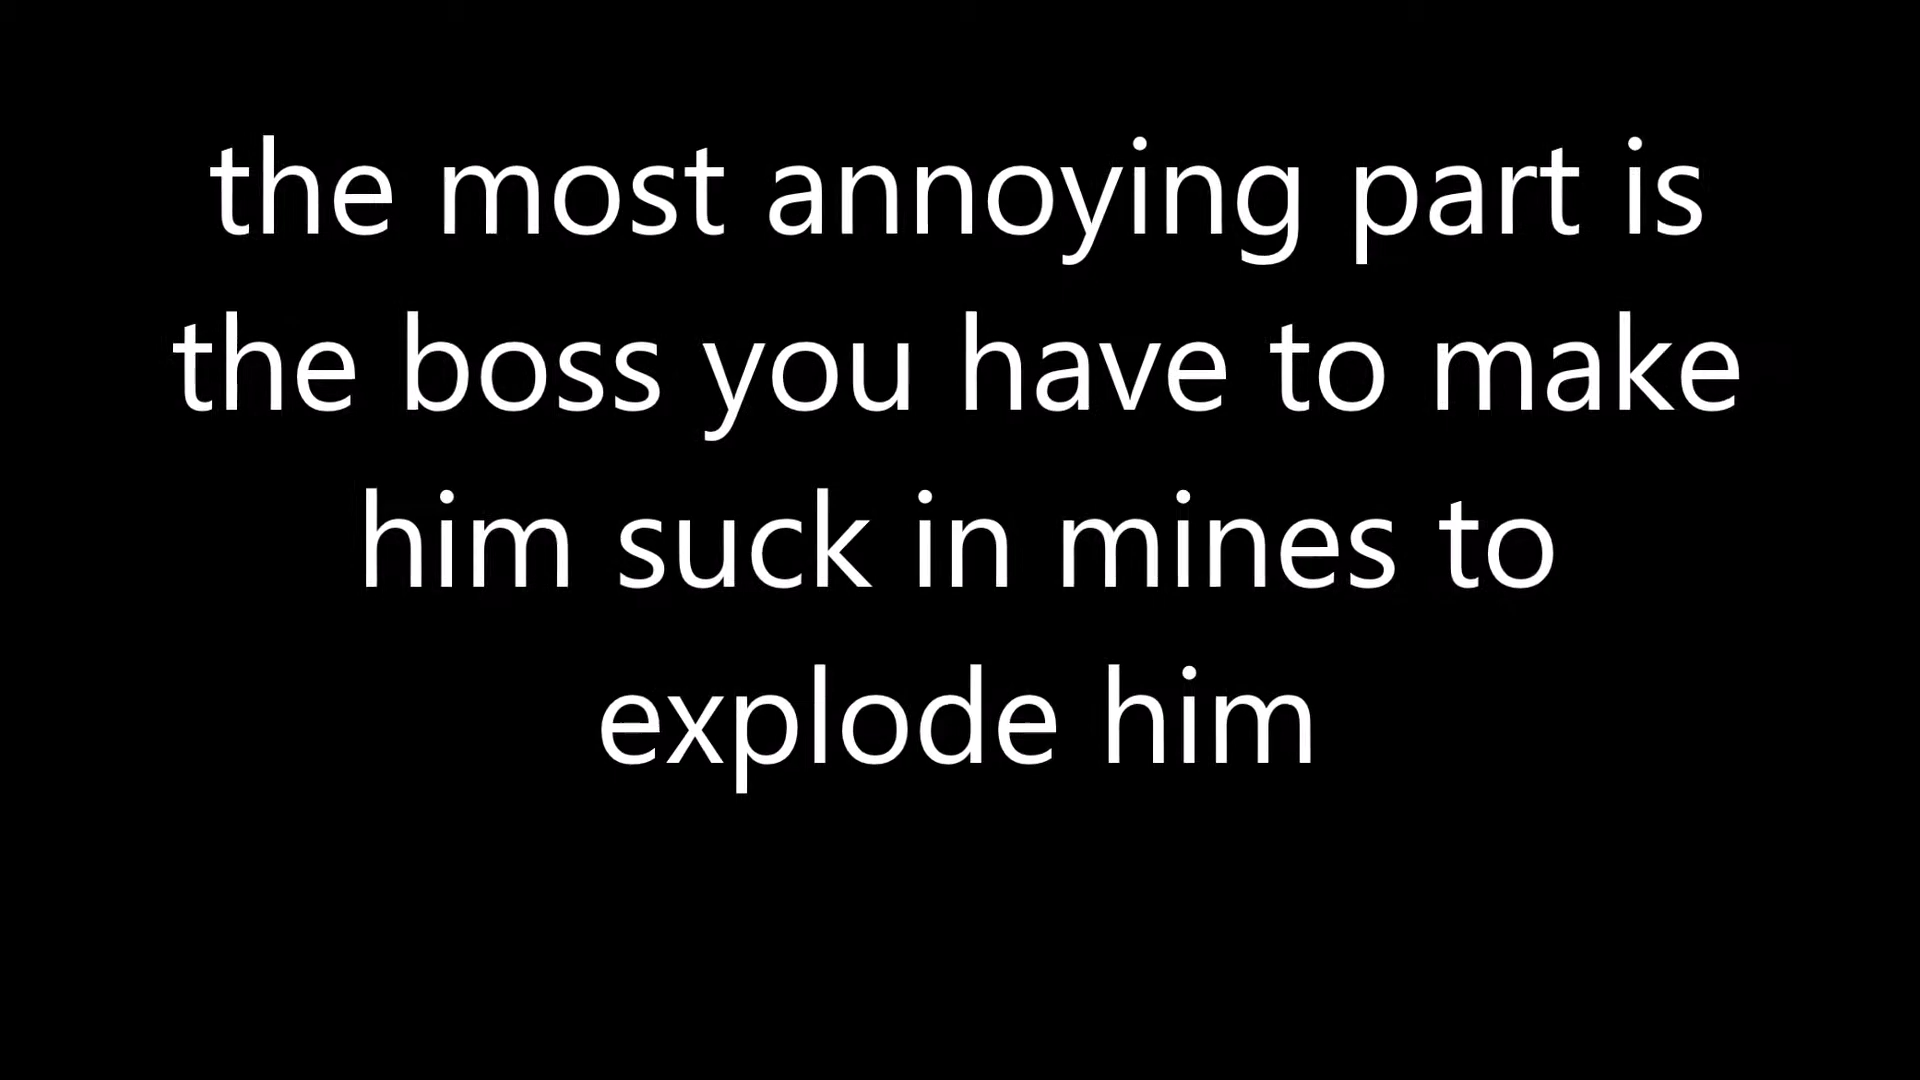 the most annoying part is
the boss you have to make
him suck in mines to
explode him